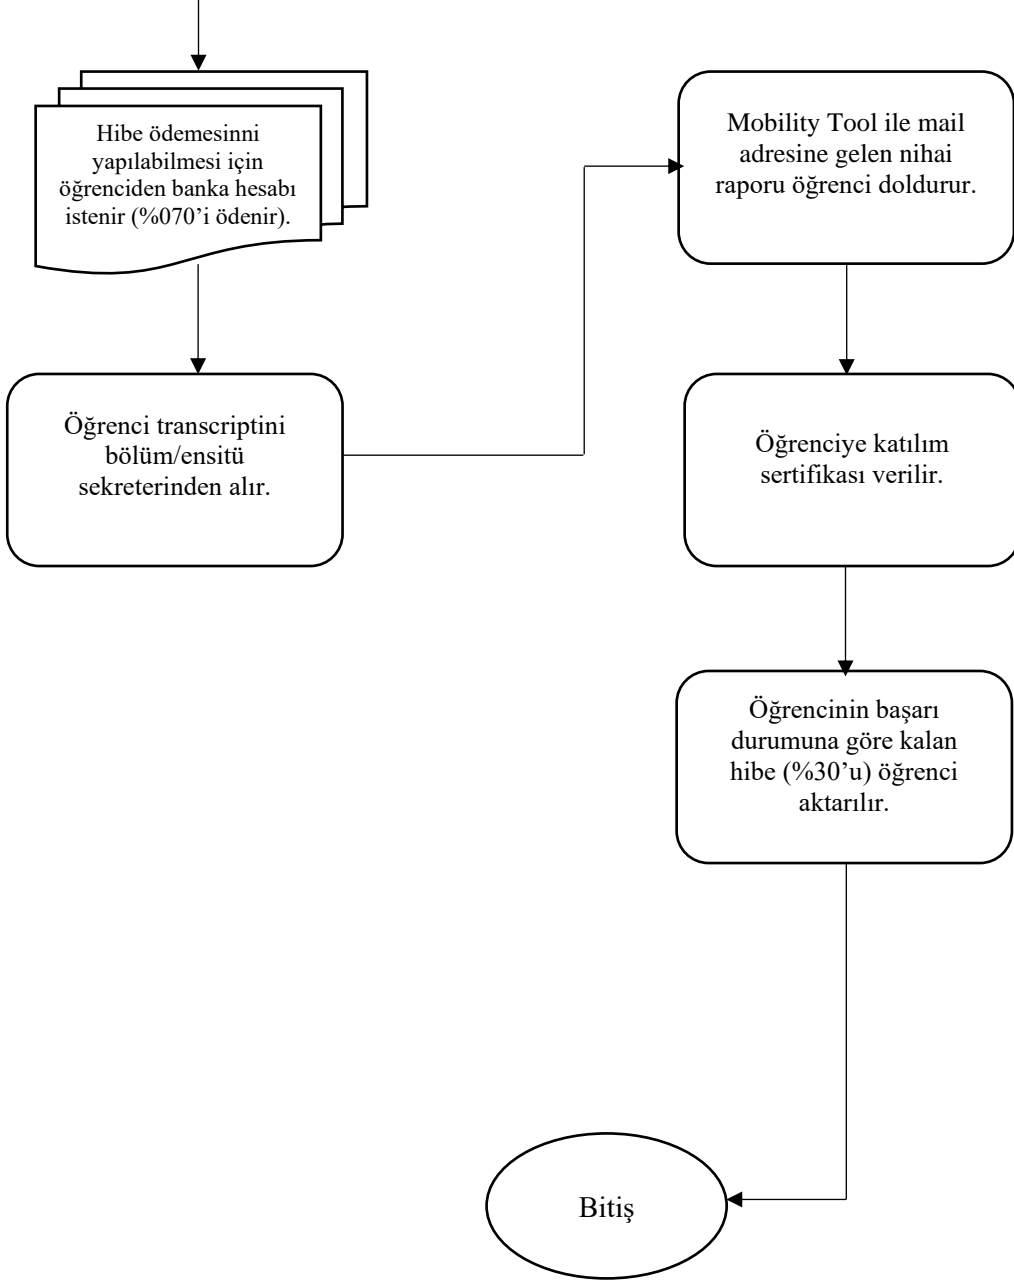 Hibe ödemesinni
yapılabilmesi için
öğrenciden banka hesabı
istenir (%070’i ödenir).
Öğrenci transcriptini
bölüm/ensitü
sekreterinden alır.
Mobility Tool ile mail
adresine gelen nihai
raporu öğrenci doldurur.
Öğrenciye katılım
sertifikası verilir.
Öğrencinin başarı
durumuna göre kalan
hibe (%30’u) öğrenci
aktarılır.
Bitiş